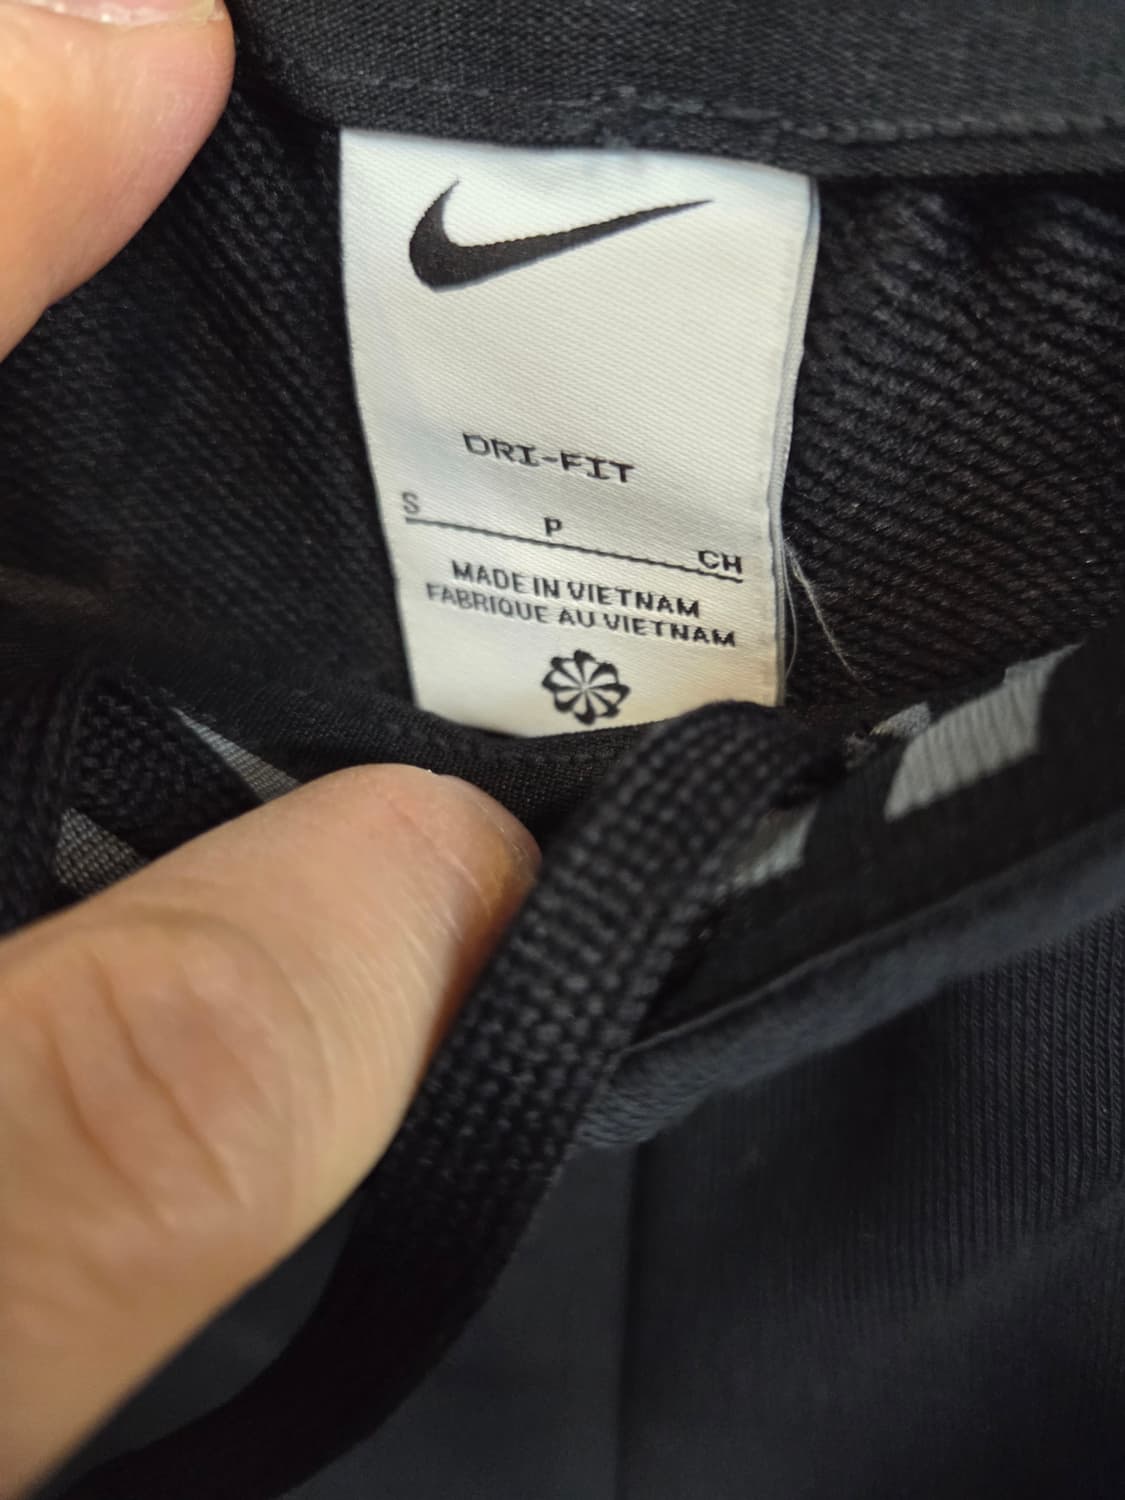 DRI-FIT
S P CH
MADE IN VIETNAM
FABRIQUE AU VIETNAM